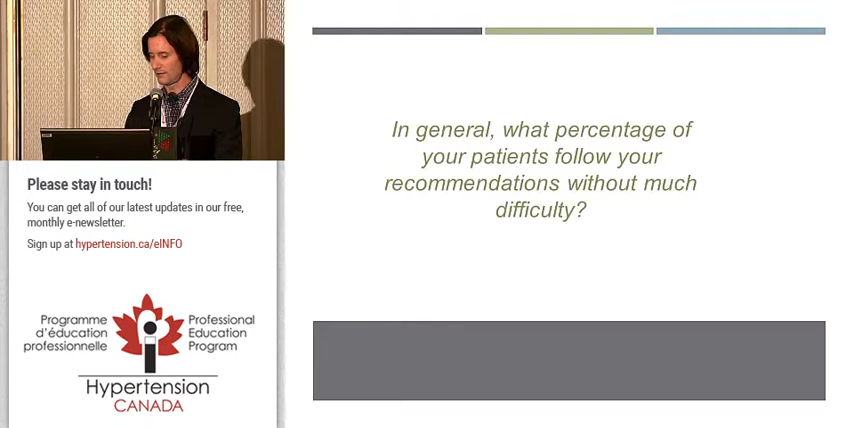 Please stay in touch!
You can get all of our latest updates in our free,
monthly e-newsletter.
Sign up at hypertension.ca/eINFO
Programme
d'éducation
professionnelle
Professional
Education
Program
Hypertension
CANADA
In general, what percentage of
your patients follow your
recommendations without much
difficulty?